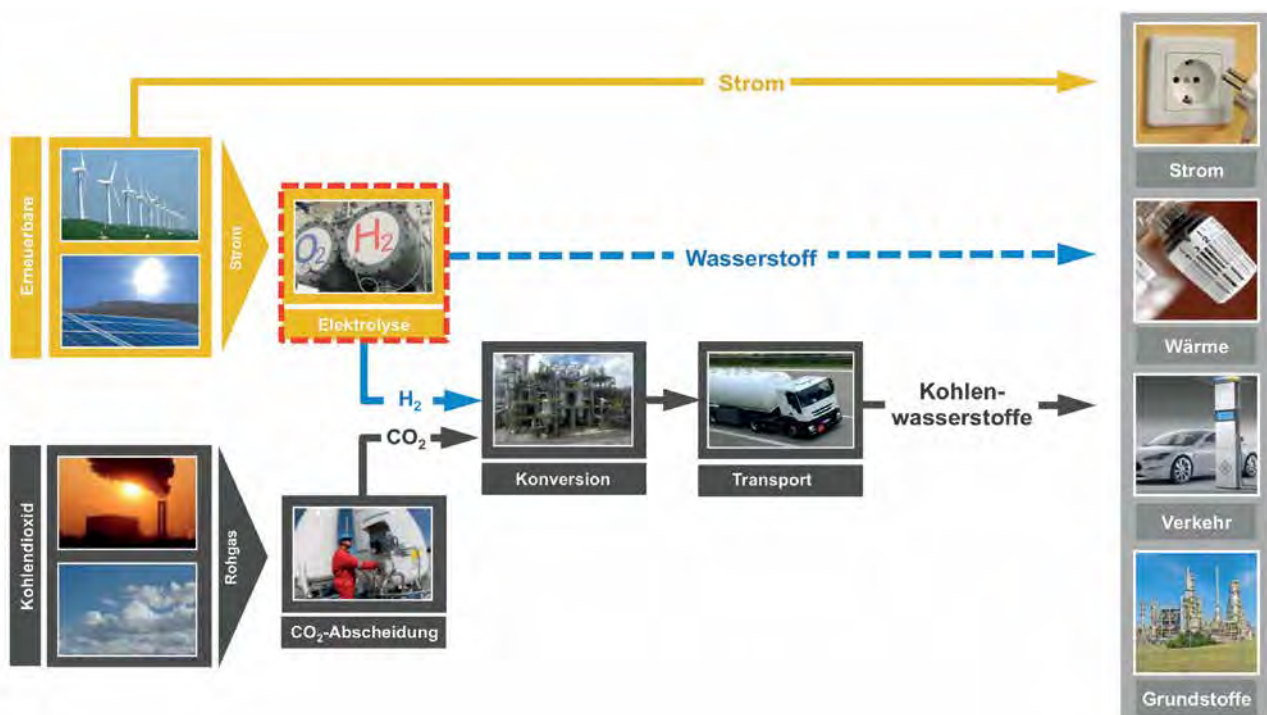 Strom
Erneuerbare
Strom
O2
H2
Elektrolyse
Wasserstoff
H₂
CO₂
Kohlen-
wasserstoffe
Konversion
Transport
Kohlendioxid
Rohgas
CO₂-Abscheidung
Strom
Wärme
Verkehr
Grundstoffe